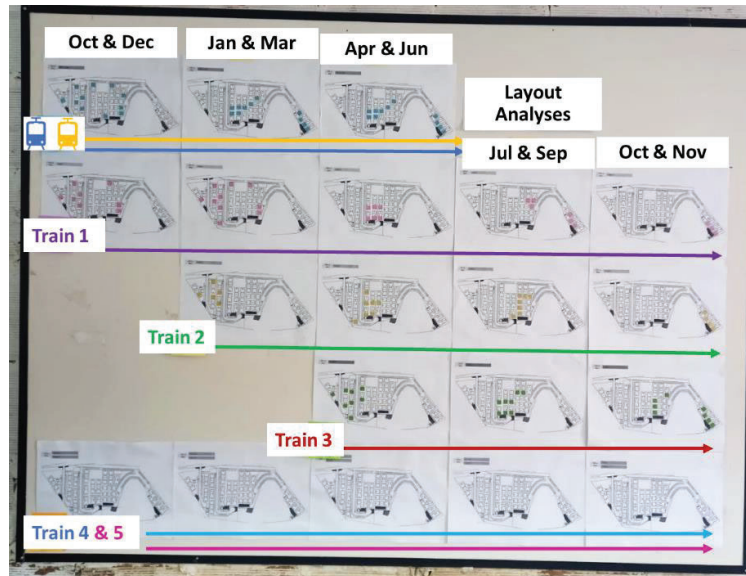 Oct & Dec
Jan & Mar
Apr & Jun
Layout
Analyses
Jul & Sep
Oct & Nov
Train 1
Train 2
Train 3
Train 4 & 5